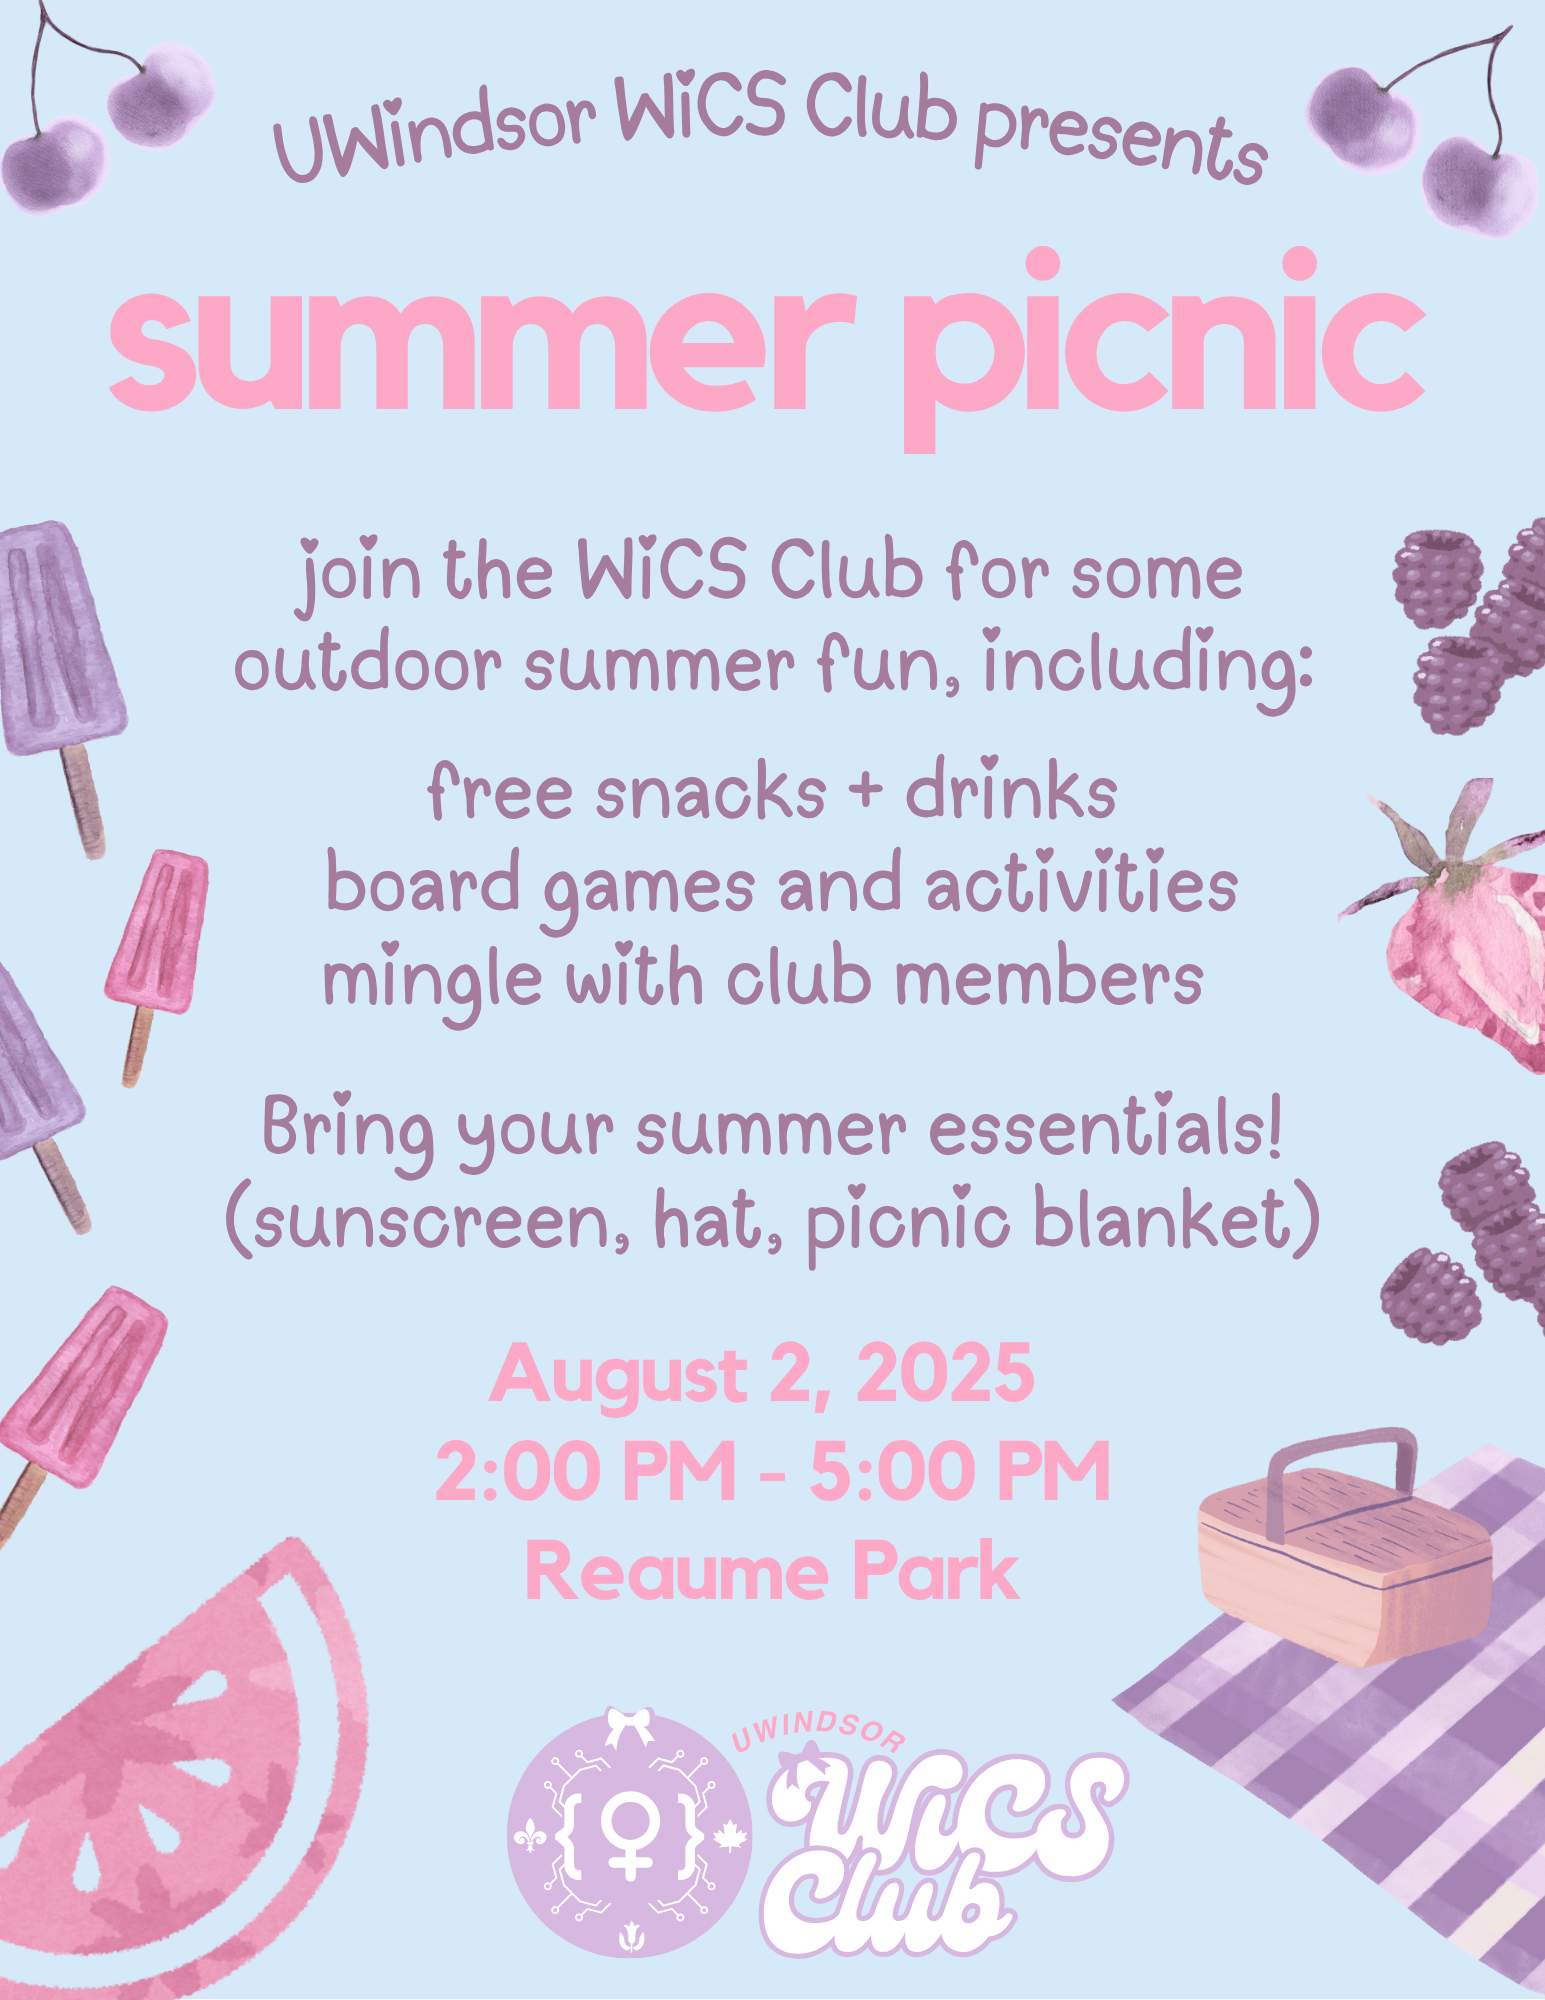 UWindsor WiCS Club presents
summer picnic
join the WiCS Club for some
outdoor summer fun, including:
free snacks + drinks
board games and activities
mingle with club members
Bring your summer essentials!
(sunscreen, hat, picnic blanket)
August 2, 2025
2:00 PM - 5:00 PM
Reaume Park
UWINDSOR
WiCS
Club